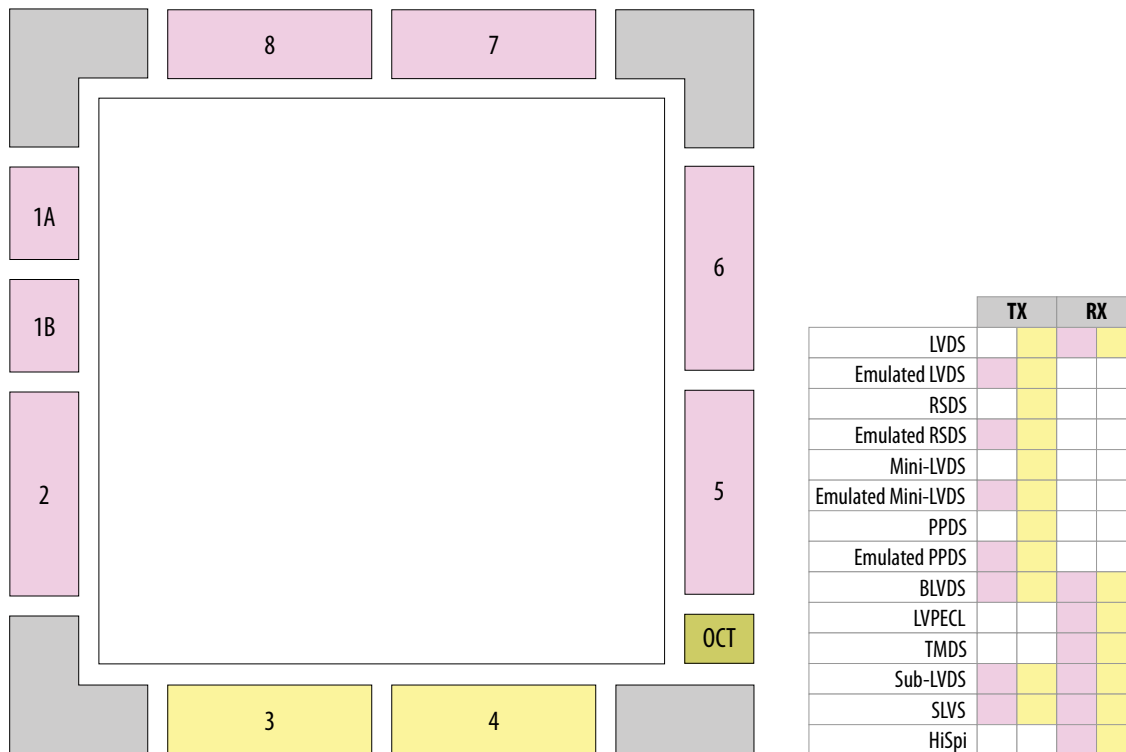 8 7
1A
6
1B
2
5
OCT
3 4
TX RX
LVDS
Emulated LVDS
RSDS
Emulated RSDS
Mini-LVDS
Emulated Mini-LVDS
PPDS
Emulated PPDS
BLVDS
LVPECL
TMDS
Sub-LVDS
SLVS
HiSpi